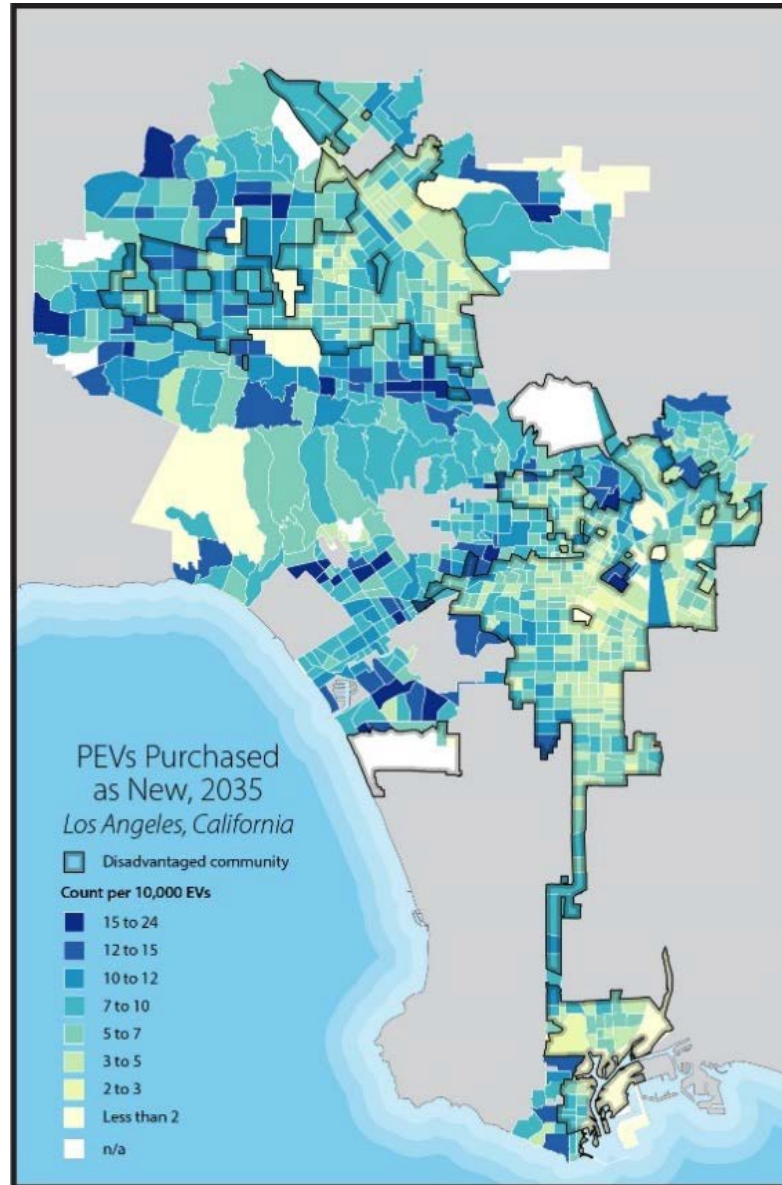 PEVs Purchased
as New, 2035
Los Angeles, California
Disadvantaged community
Count per 10,000 EVs
15 to 24
12 to 15
10 to 12
7 to 10
5 to 7
3 to 5
2 to 3
Less than 2
n/a